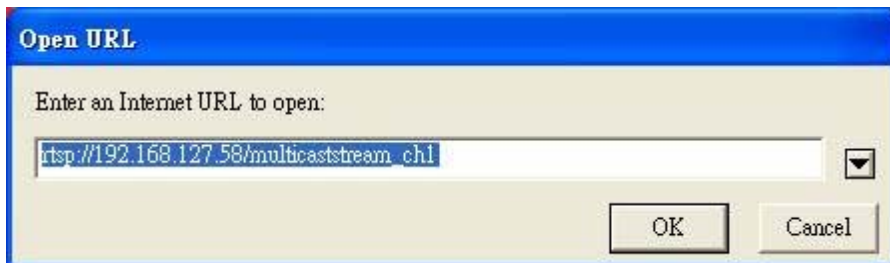 Open URL
Enter an Internet URL to open:
rtsp://192.168.127.58/multicaststream_ch1
OK Cancel